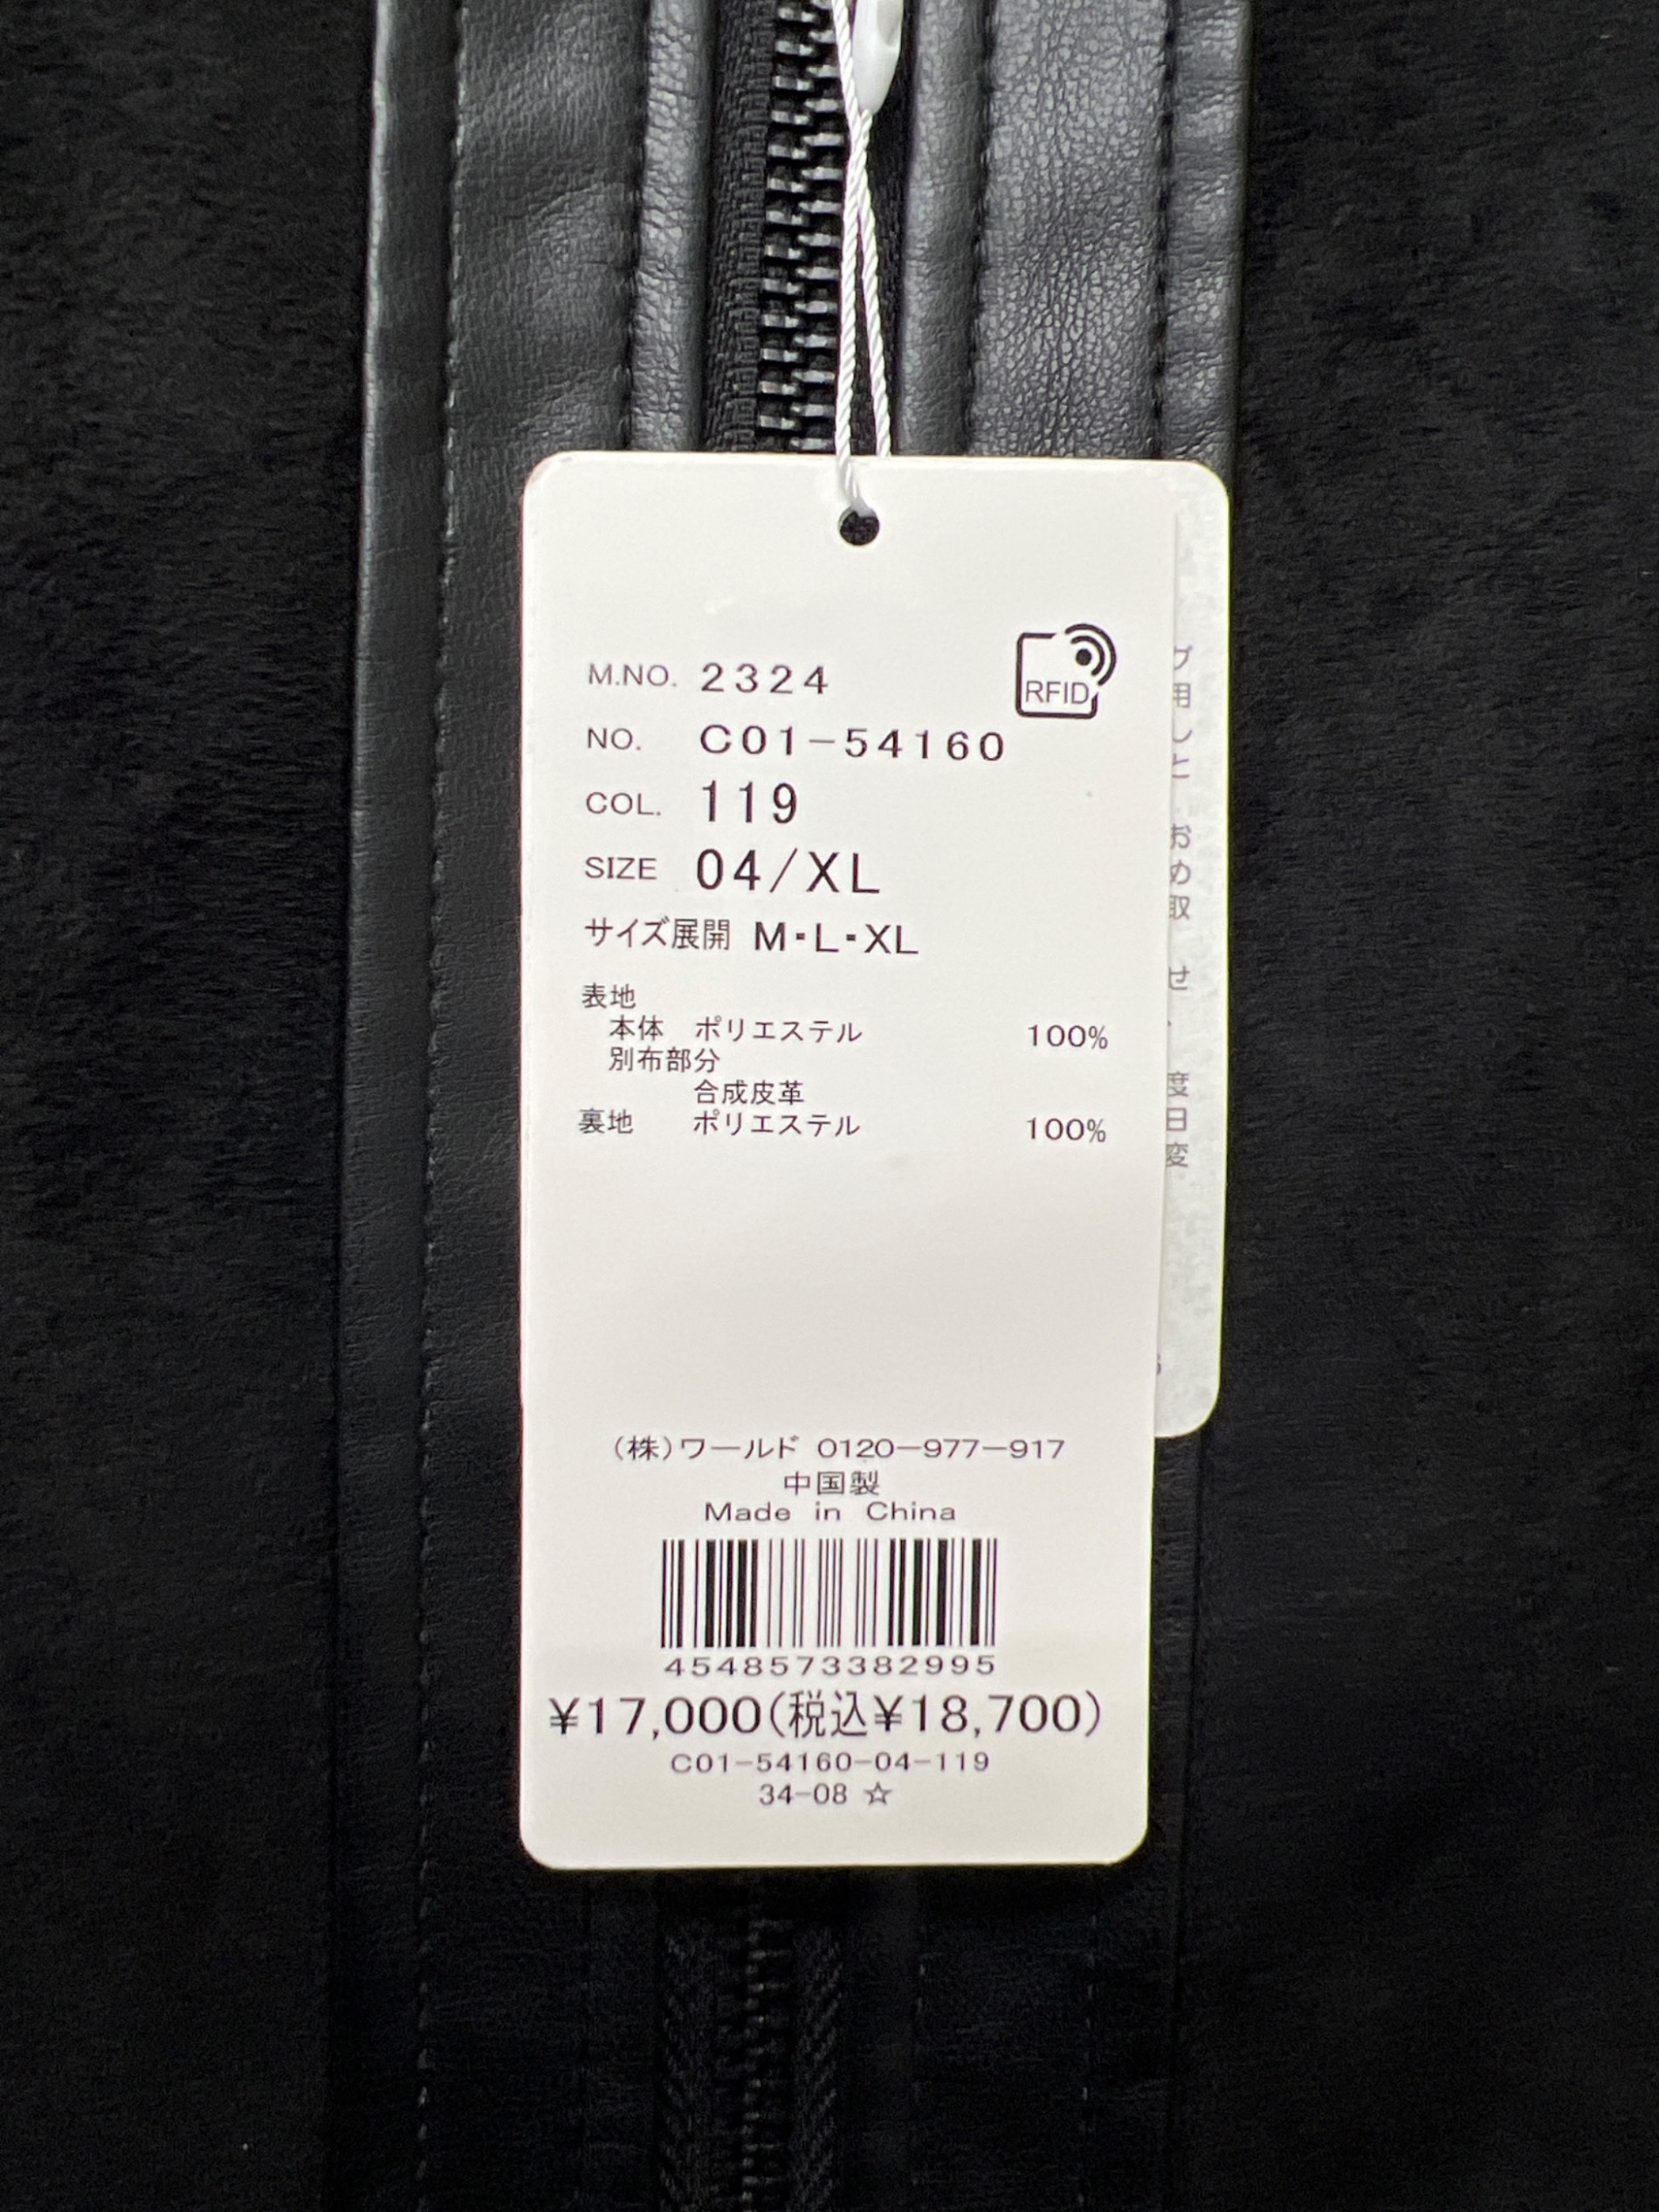 RFID
M.NO. 2324
NO. C01-54160
COL. 119
SIZE 04/XL
サイズ展開 M・L・XL
表地
本体 ポリエステル 100%
別布部分
合成皮革
裏地 ポリエステル 100%
(株)ワールド 0120-977-917
中国製
Made in China
4548573382995
¥17,000(税込¥18,700)
C01-54160-04-119
34-08 ☆